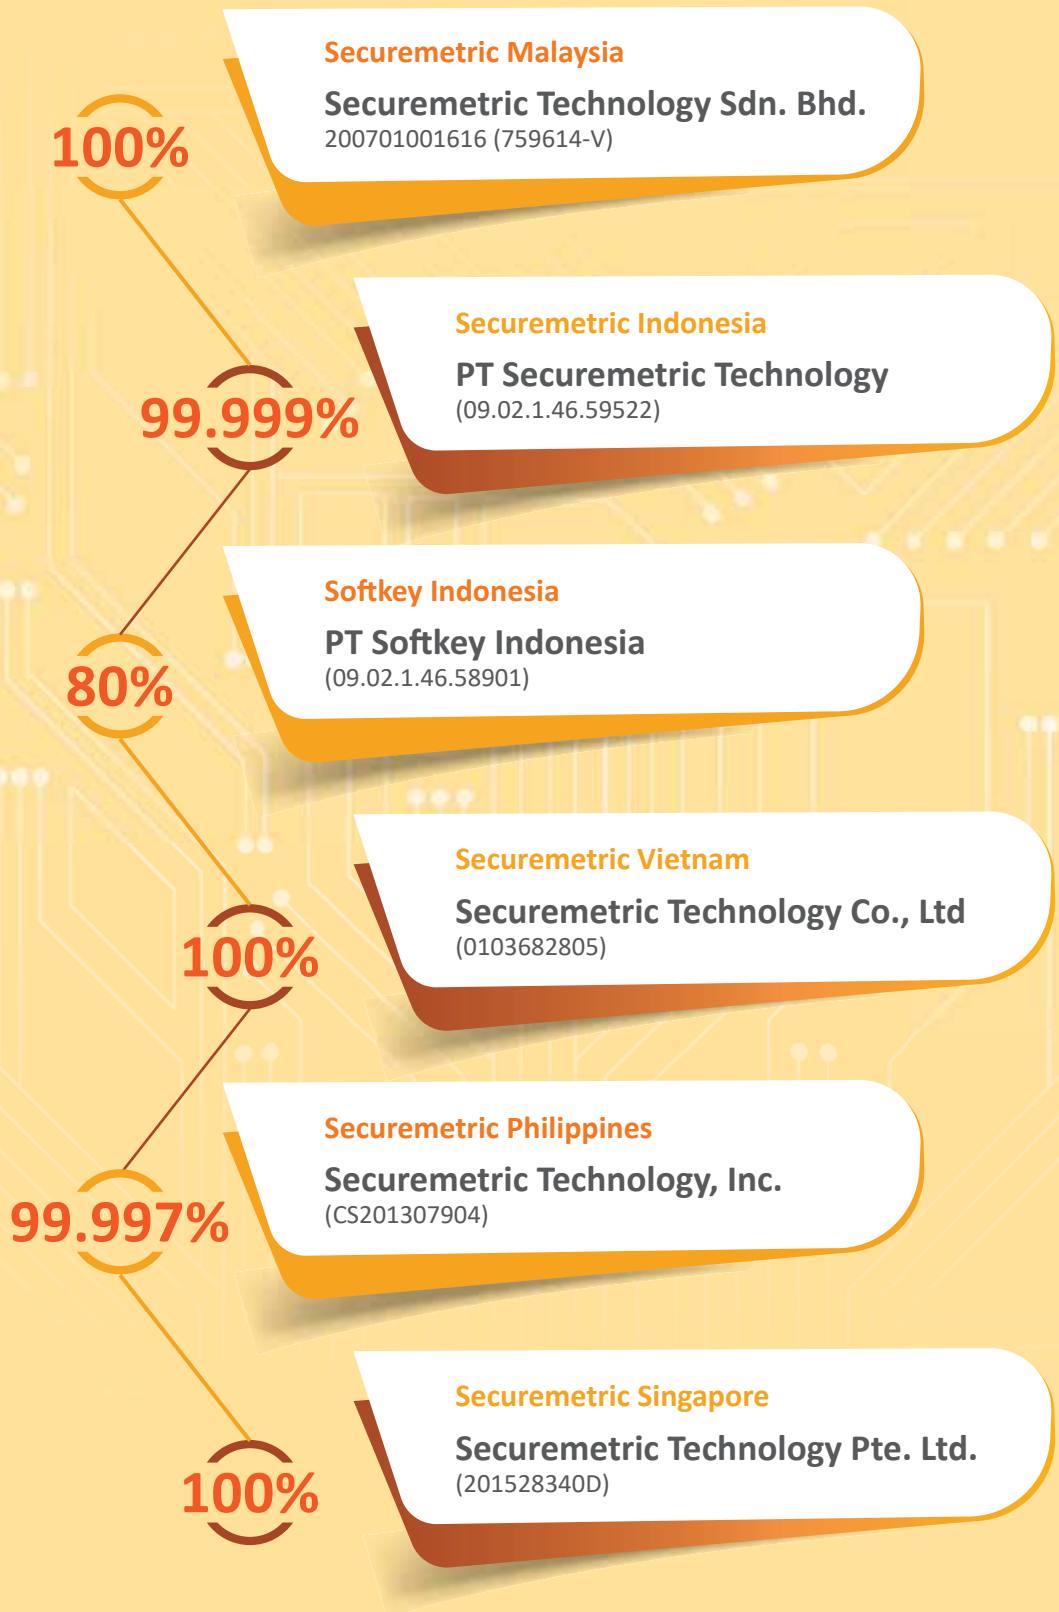 Securemetric Malaysia
Securemetric Technology Sdn. Bhd.
200701001616 (759614-V)
100%
Securemetric Indonesia
PT Securemetric Technology
(09.02.1.46.59522)
99.999%
Softkey Indonesia
PT Softkey Indonesia
(09.02.1.46.58901)
80%
Securemetric Vietnam
Securemetric Technology Co., Ltd
(0103682805)
100%
Securemetric Philippines
Securemetric Technology, Inc.
(CS201307904)
99.997%
Securemetric Singapore
Securemetric Technology Pte. Ltd.
(201528340D)
100%